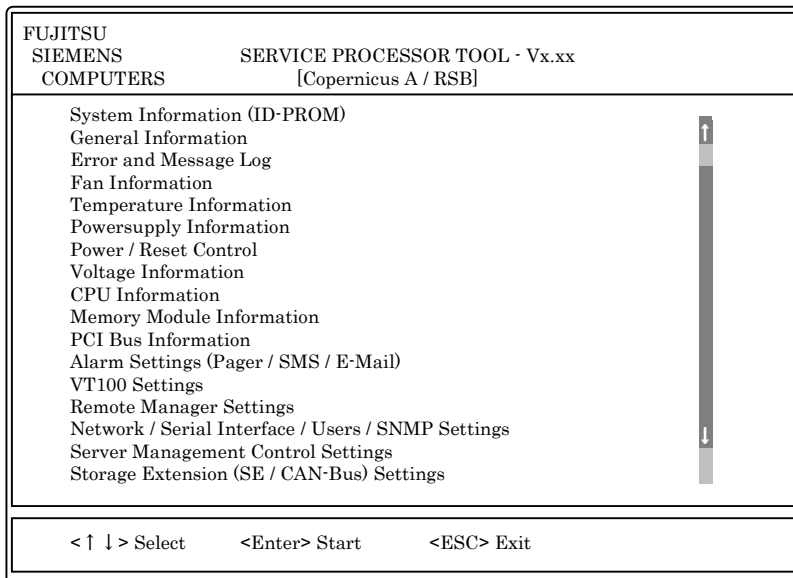 FUJITSU
SIEMENS SERVICE PROCESSOR TOOL - Vx.xx
COMPUTERS [Copernicus A / RSB]
System Information (ID-PROM)
General Information
Error and Message Log
Fan Information
Temperature Information
Powersupply Information
Power / Reset Control
Voltage Information
CPU Information
Memory Module Information
PCI Bus Information
Alarm Settings (Pager / SMS / E-Mail)
VT100 Settings
Remote Manager Settings
Network / Serial Interface / Users / SNMP Settings
Server Management Control Settings
Storage Extension (SE / CAN-Bus) Settings
<↑↓> Select <Enter> Start <ESC> Exit